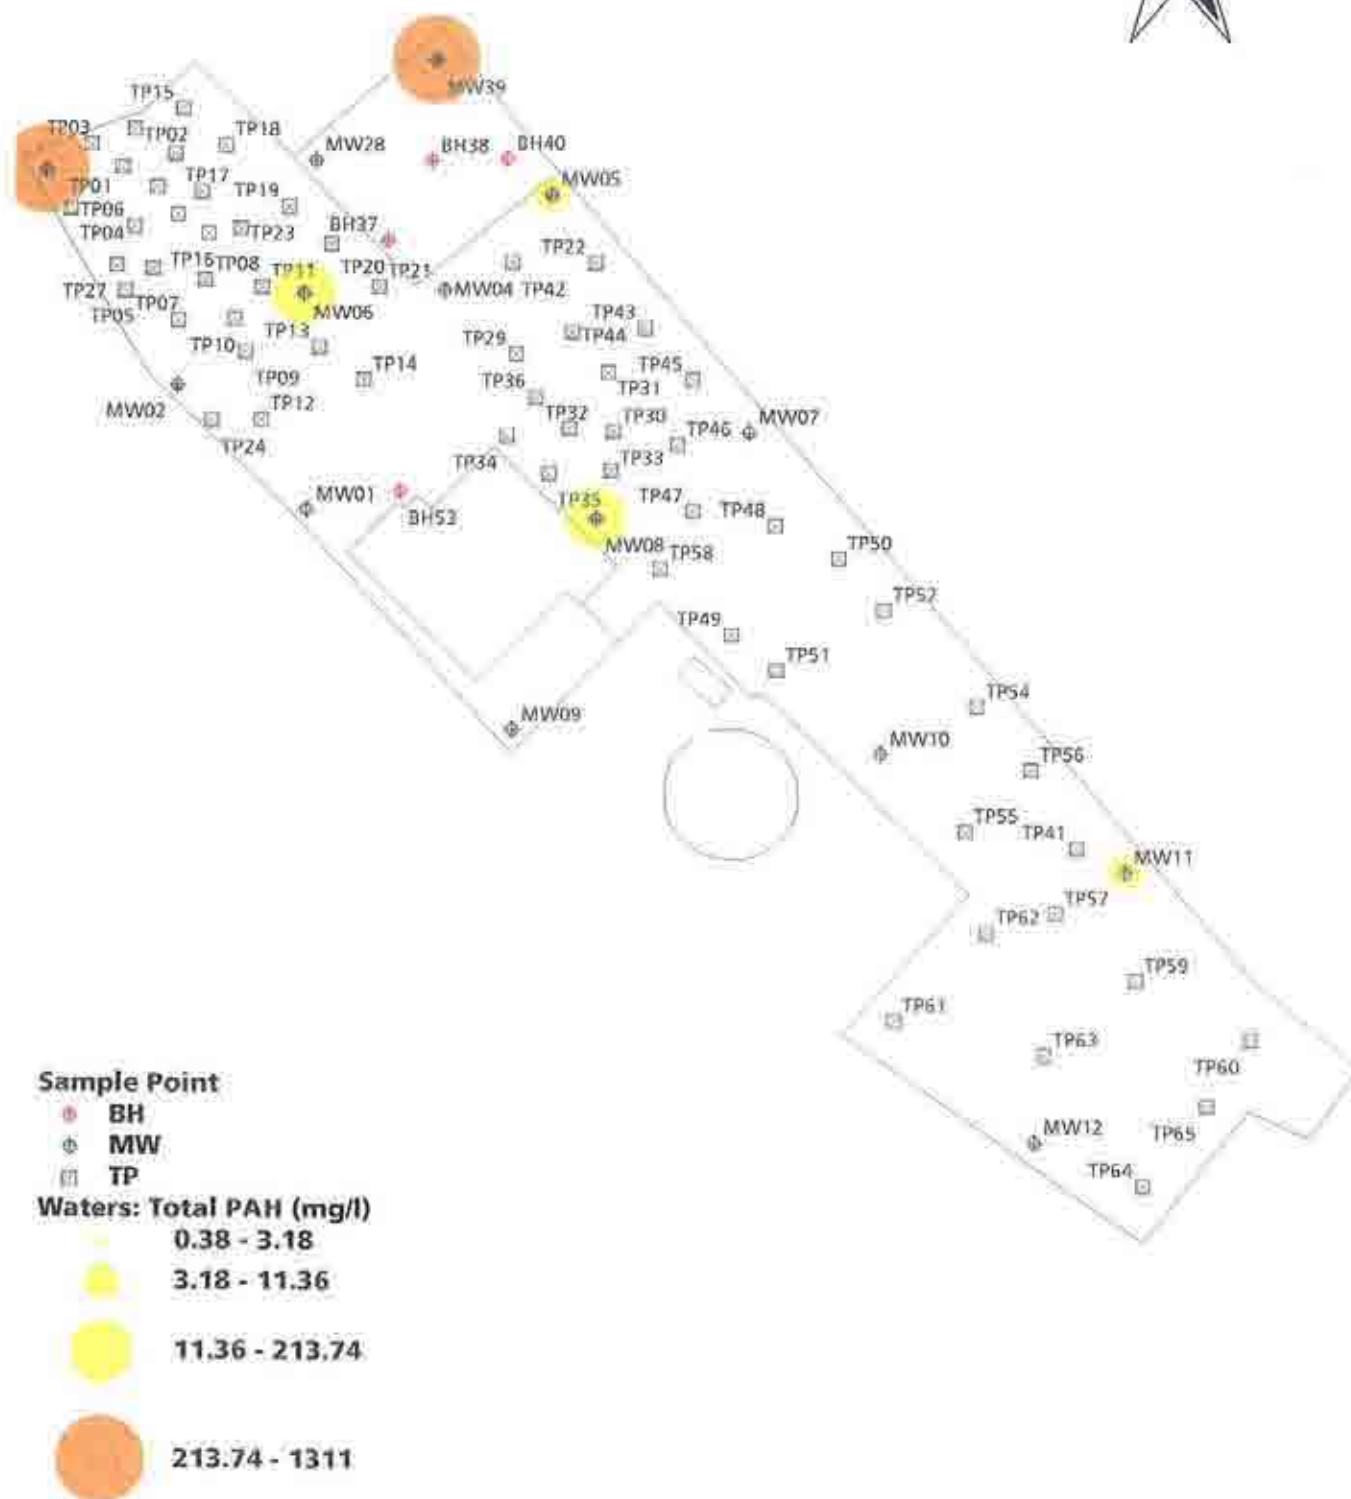 MW39
TP15
TP03
TP02
TP18
MW28
BH38
BH40
TP01
TP17
TP19
MW05
TP06
TP04
TP23
BH37
TP22
TP16
TP08
TP11
TP20
TP21
TP27
TP07
MW04
TP42
TP05
MW06
TP13
TP43
TP44
TP29
TP10
TP09
TP14
TP36
TP45
TP31
MW02
TP12
TP32
TP30
TP46
MW07
TP24
TP34
TP33
MW01
BH53
TP35
TP47
TP48
MW08
TP58
TP50
TP52
TP49
TP51
TP54
MW09
MW10
TP56
TP55
TP41
MW11
TP57
TP62
TP59
TP61
TP63
TP60
MW12
TP65
TP64
Sample Point
BH
MW
TP
Waters: Total PAH (mg/l)
0.38 - 3.18
3.18 - 11.36
11.36 - 213.74
213.74 - 1311